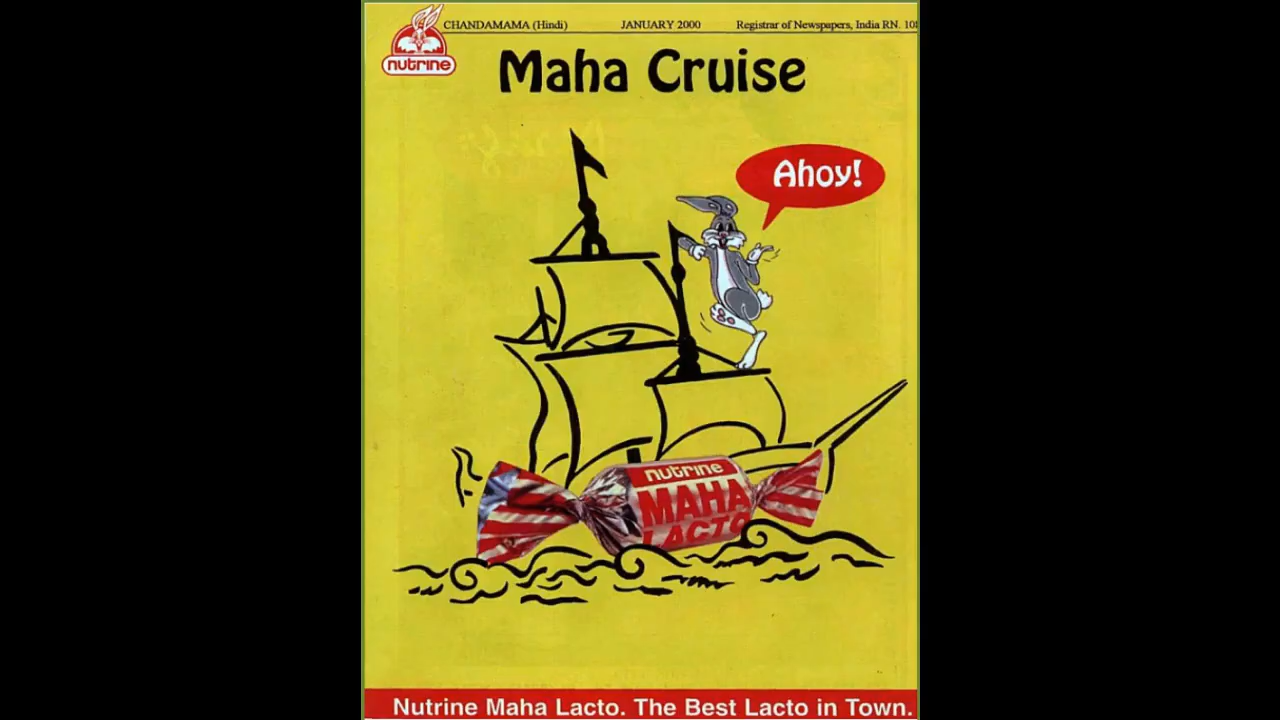 CHANDAMAMA (Hindi) JANUARY 2000 Registrar of Newspapers, India RN.
nutrine
Maha Cruise
Ahoy!
nutrine
MAHA
LACTO
Nutrine Maha Lacto. The Best Lacto in Town.